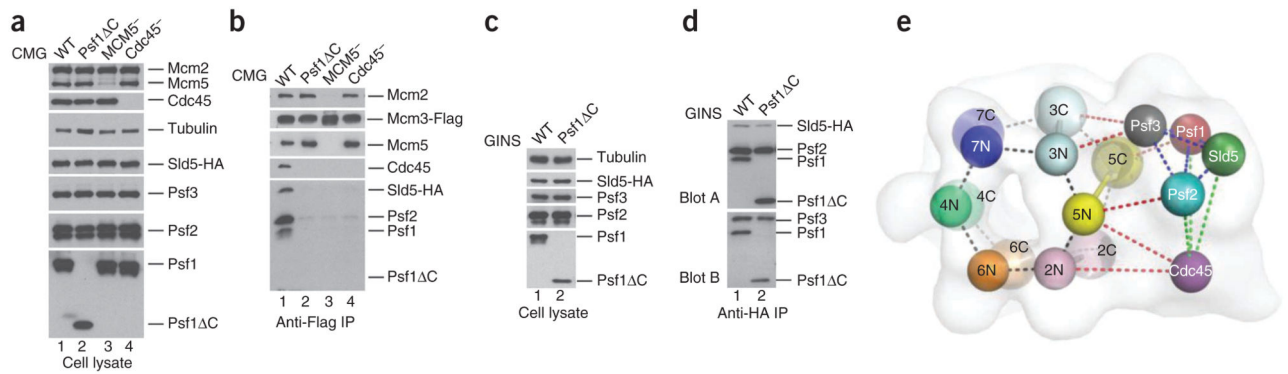 a
CMG WT Psf1ΔC MCM5⁻ Cdc45⁻
Mcm2
Mcm5
Cdc45
Tubulin
Sld5-HA
Psf3
Psf2
Psf1
Psf1ΔC
1 2 3 4
Cell lysate
b
CMG WT Psf1ΔC MCM5⁻ Cdc45⁻
Mcm2
Mcm3-Flag
Mcm5
Cdc45
Sld5-HA
Psf2
Psf1
Psf1ΔC
1 2 3 4
Anti-Flag IP
c
GINS WT Psf1ΔC
Tubulin
Sld5-HA
Psf3
Psf2
Psf1
Psf1ΔC
1 2
Cell lysate
d
GINS WT Psf1ΔC
Sld5-HA
Psf2
Psf1
Blot A Psf1ΔC
Psf3
Psf1
Blot B Psf1ΔC
1 2
Anti-HA IP
e
7C 3C
7N 3N Psf3 Psf1
5C Sld5
4N 4C 5N Psf2
6C 2C
6N 2N Cdc45